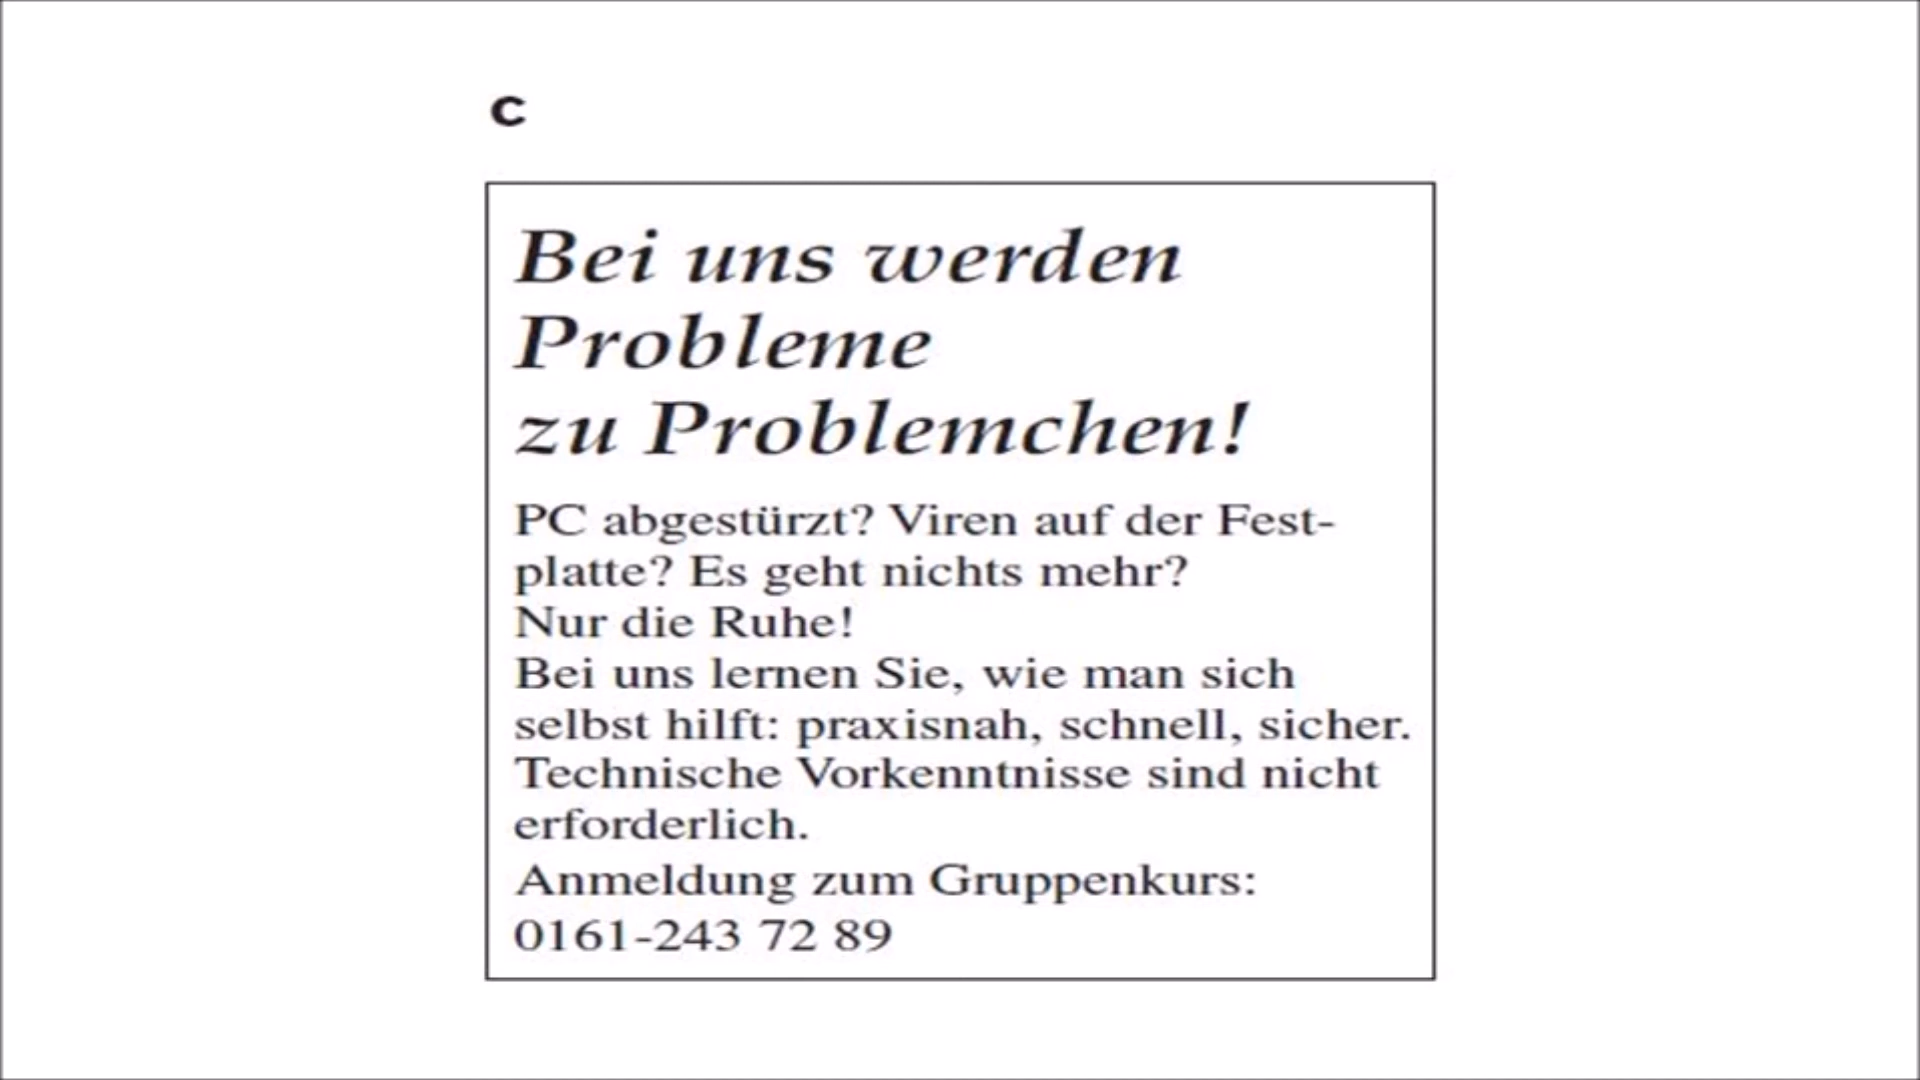 c
Bei uns werden
Probleme
zu Problemchen!
PC abgestürzt? Viren auf der Fest-
platte? Es geht nichts mehr?
Nur die Ruhe!
Bei uns lernen Sie, wie man sich
selbst hilft: praxisnah, schnell, sicher.
Technische Vorkenntnisse sind nicht
erforderlich.
Anmeldung zum Gruppenkurs:
0161-243 72 89